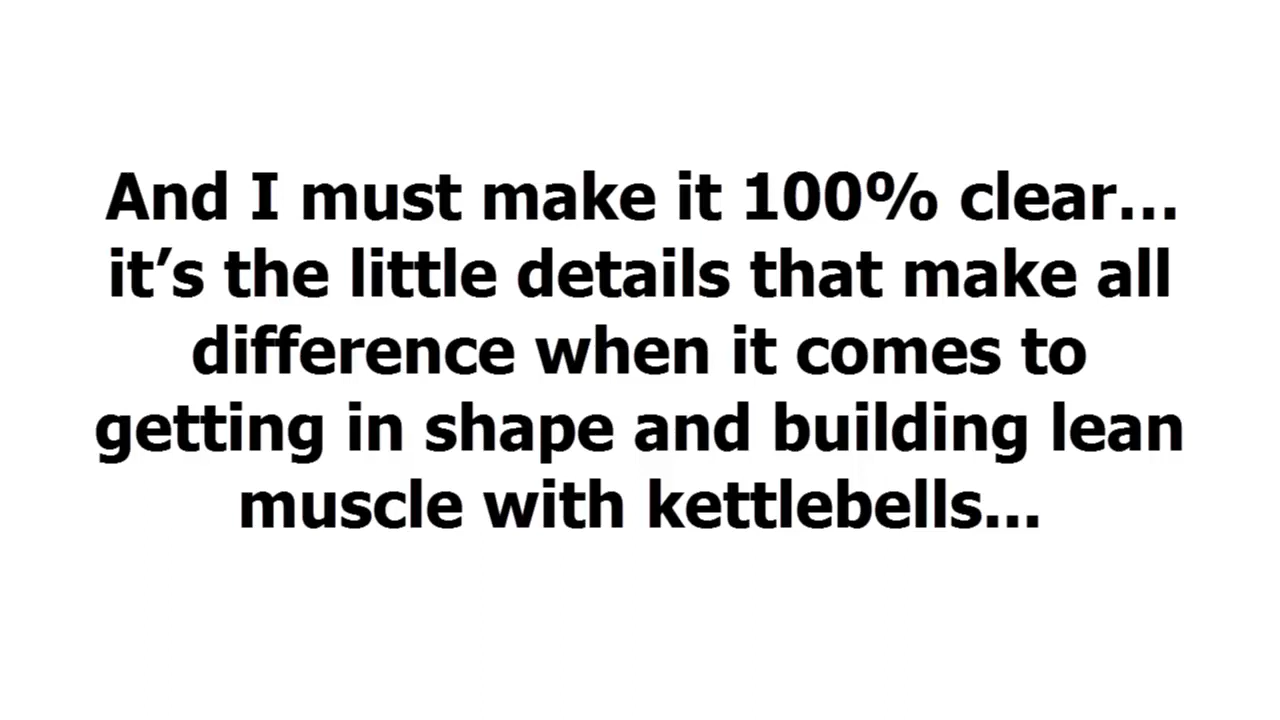 And I must make it 100% clear...
it’s the little details that make all
difference when it comes to
getting in shape and building lean
muscle with kettlebells...